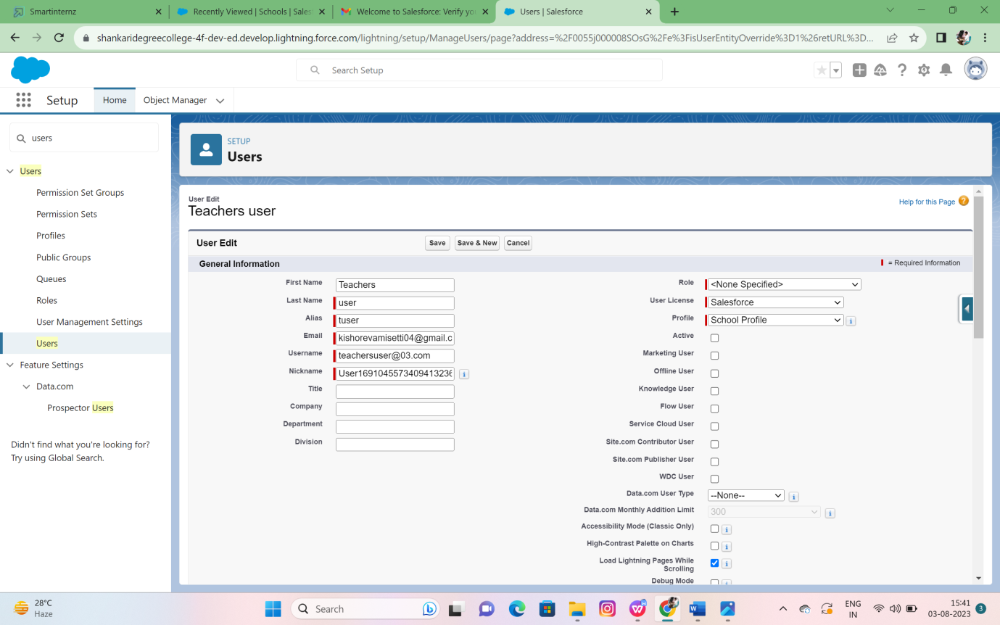 Smartinternz
Recently Viewed | Schools | Sales
Welcome to Salesforce: Verify yo
Users | Salesforce
shankaridegreecollege-4f-dev-ed.develop.lightning.force.com/lightning/setup/ManageUsers/page?address=%2F0055j000008SOsG%2Fe%3FisUserEntityOverride%3D1%26retURL%3D...
Search Setup
Setup
Home
Object Manager
users
SETUP
Users
Users
Permission Set Groups
Permission Sets
Profiles
Public Groups
Queues
Roles
User Management Settings
Users
Feature Settings
Data.com
Prospector Users
Didn't find what you're looking for?
Try using Global Search.
User Edit
Teachers user
Help for this Page
User Edit
Save
Save & New
Cancel
General Information
= Required Information
First Name Teachers
Last Name user
Alias tuser
Email kishorevamisetti04@gmail.c
Username teachersuser@03.com
Nickname User1691045573409413236
Title
Company
Department
Division
Role <None Specified>
User License Salesforce
Profile School Profile
Active
Marketing User
Offline User
Knowledge User
Flow User
Service Cloud User
Site.com Contributor User
Site.com Publisher User
WDC User
Data.com User Type --None--
Data.com Monthly Addition Limit 300
Accessibility Mode (Classic Only)
High-Contrast Palette on Charts
Load Lightning Pages While
Scrolling
Debug Mode
28°C
Haze
Search
ENG
IN
15:41
03-08-2023
3